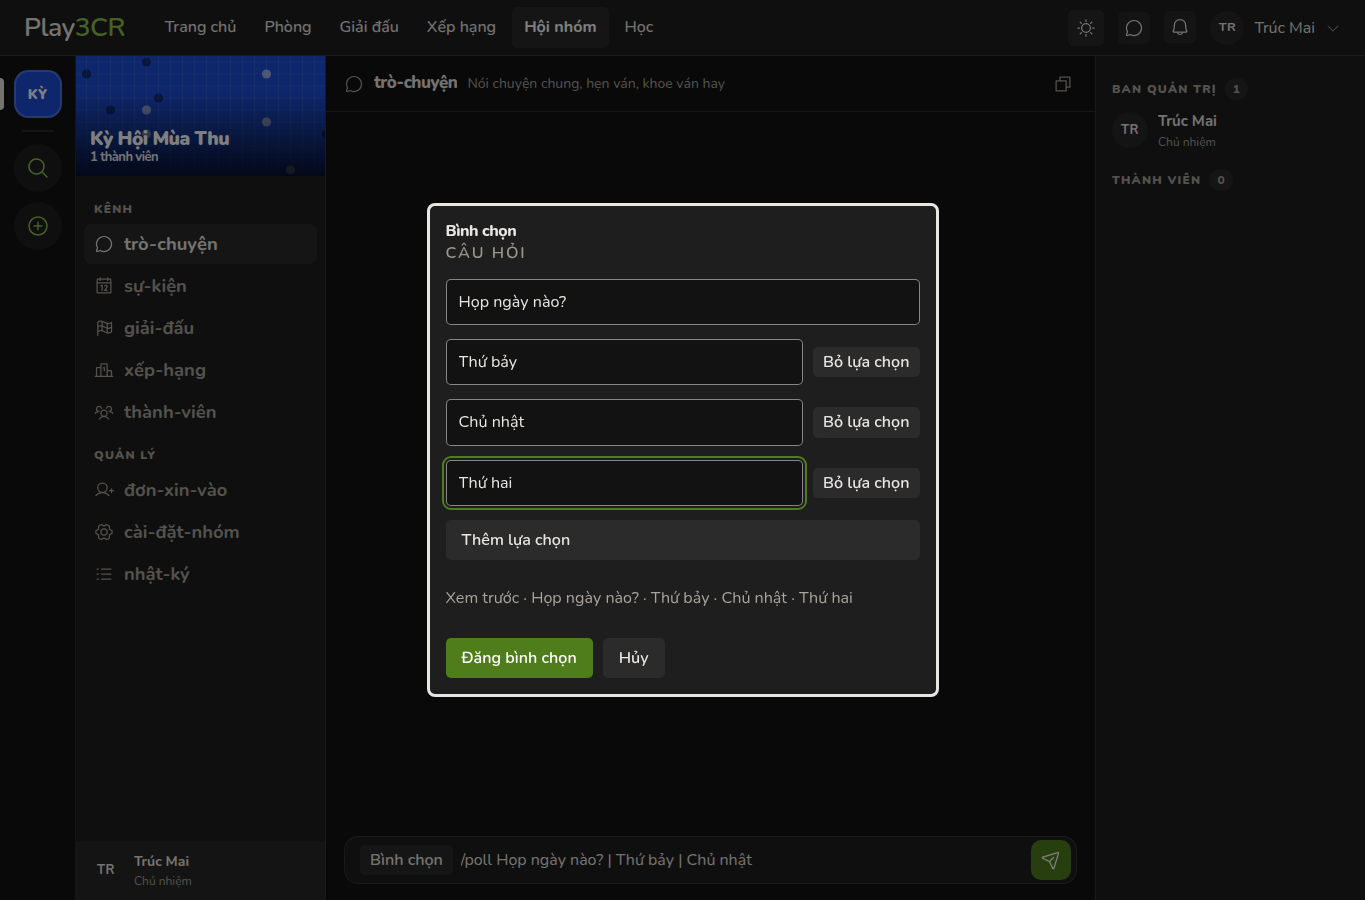 Play3CR
Trang chủ
Phòng
Giải đấu
Xếp hạng
Hội nhóm
Học
TR
Trúc Mai
KỲ
Kỳ Hội Mùa Thu
1 thành viên
KÊNH
trò-chuyện
sự-kiện
giải-đấu
xếp-hạng
thành-viên
QUẢN LÝ
đơn-xin-vào
cài-đặt-nhóm
nhật-ký
TR
Trúc Mai
Chủ nhiệm
trò-chuyện Nói chuyện chung, hẹn ván, khoe ván hay
Bình chọn
CÂU HỎI
Họp ngày nào?
Thứ bảy
Bỏ lựa chọn
Chủ nhật
Bỏ lựa chọn
Thứ hai
Bỏ lựa chọn
Thêm lựa chọn
Xem trước · Họp ngày nào? · Thứ bảy · Chủ nhật · Thứ hai
Đăng bình chọn
Hủy
Bình chọn
/poll Họp ngày nào? | Thứ bảy | Chủ nhật
BAN QUẢN TRỊ 1
TR
Trúc Mai
Chủ nhiệm
THÀNH VIÊN 0